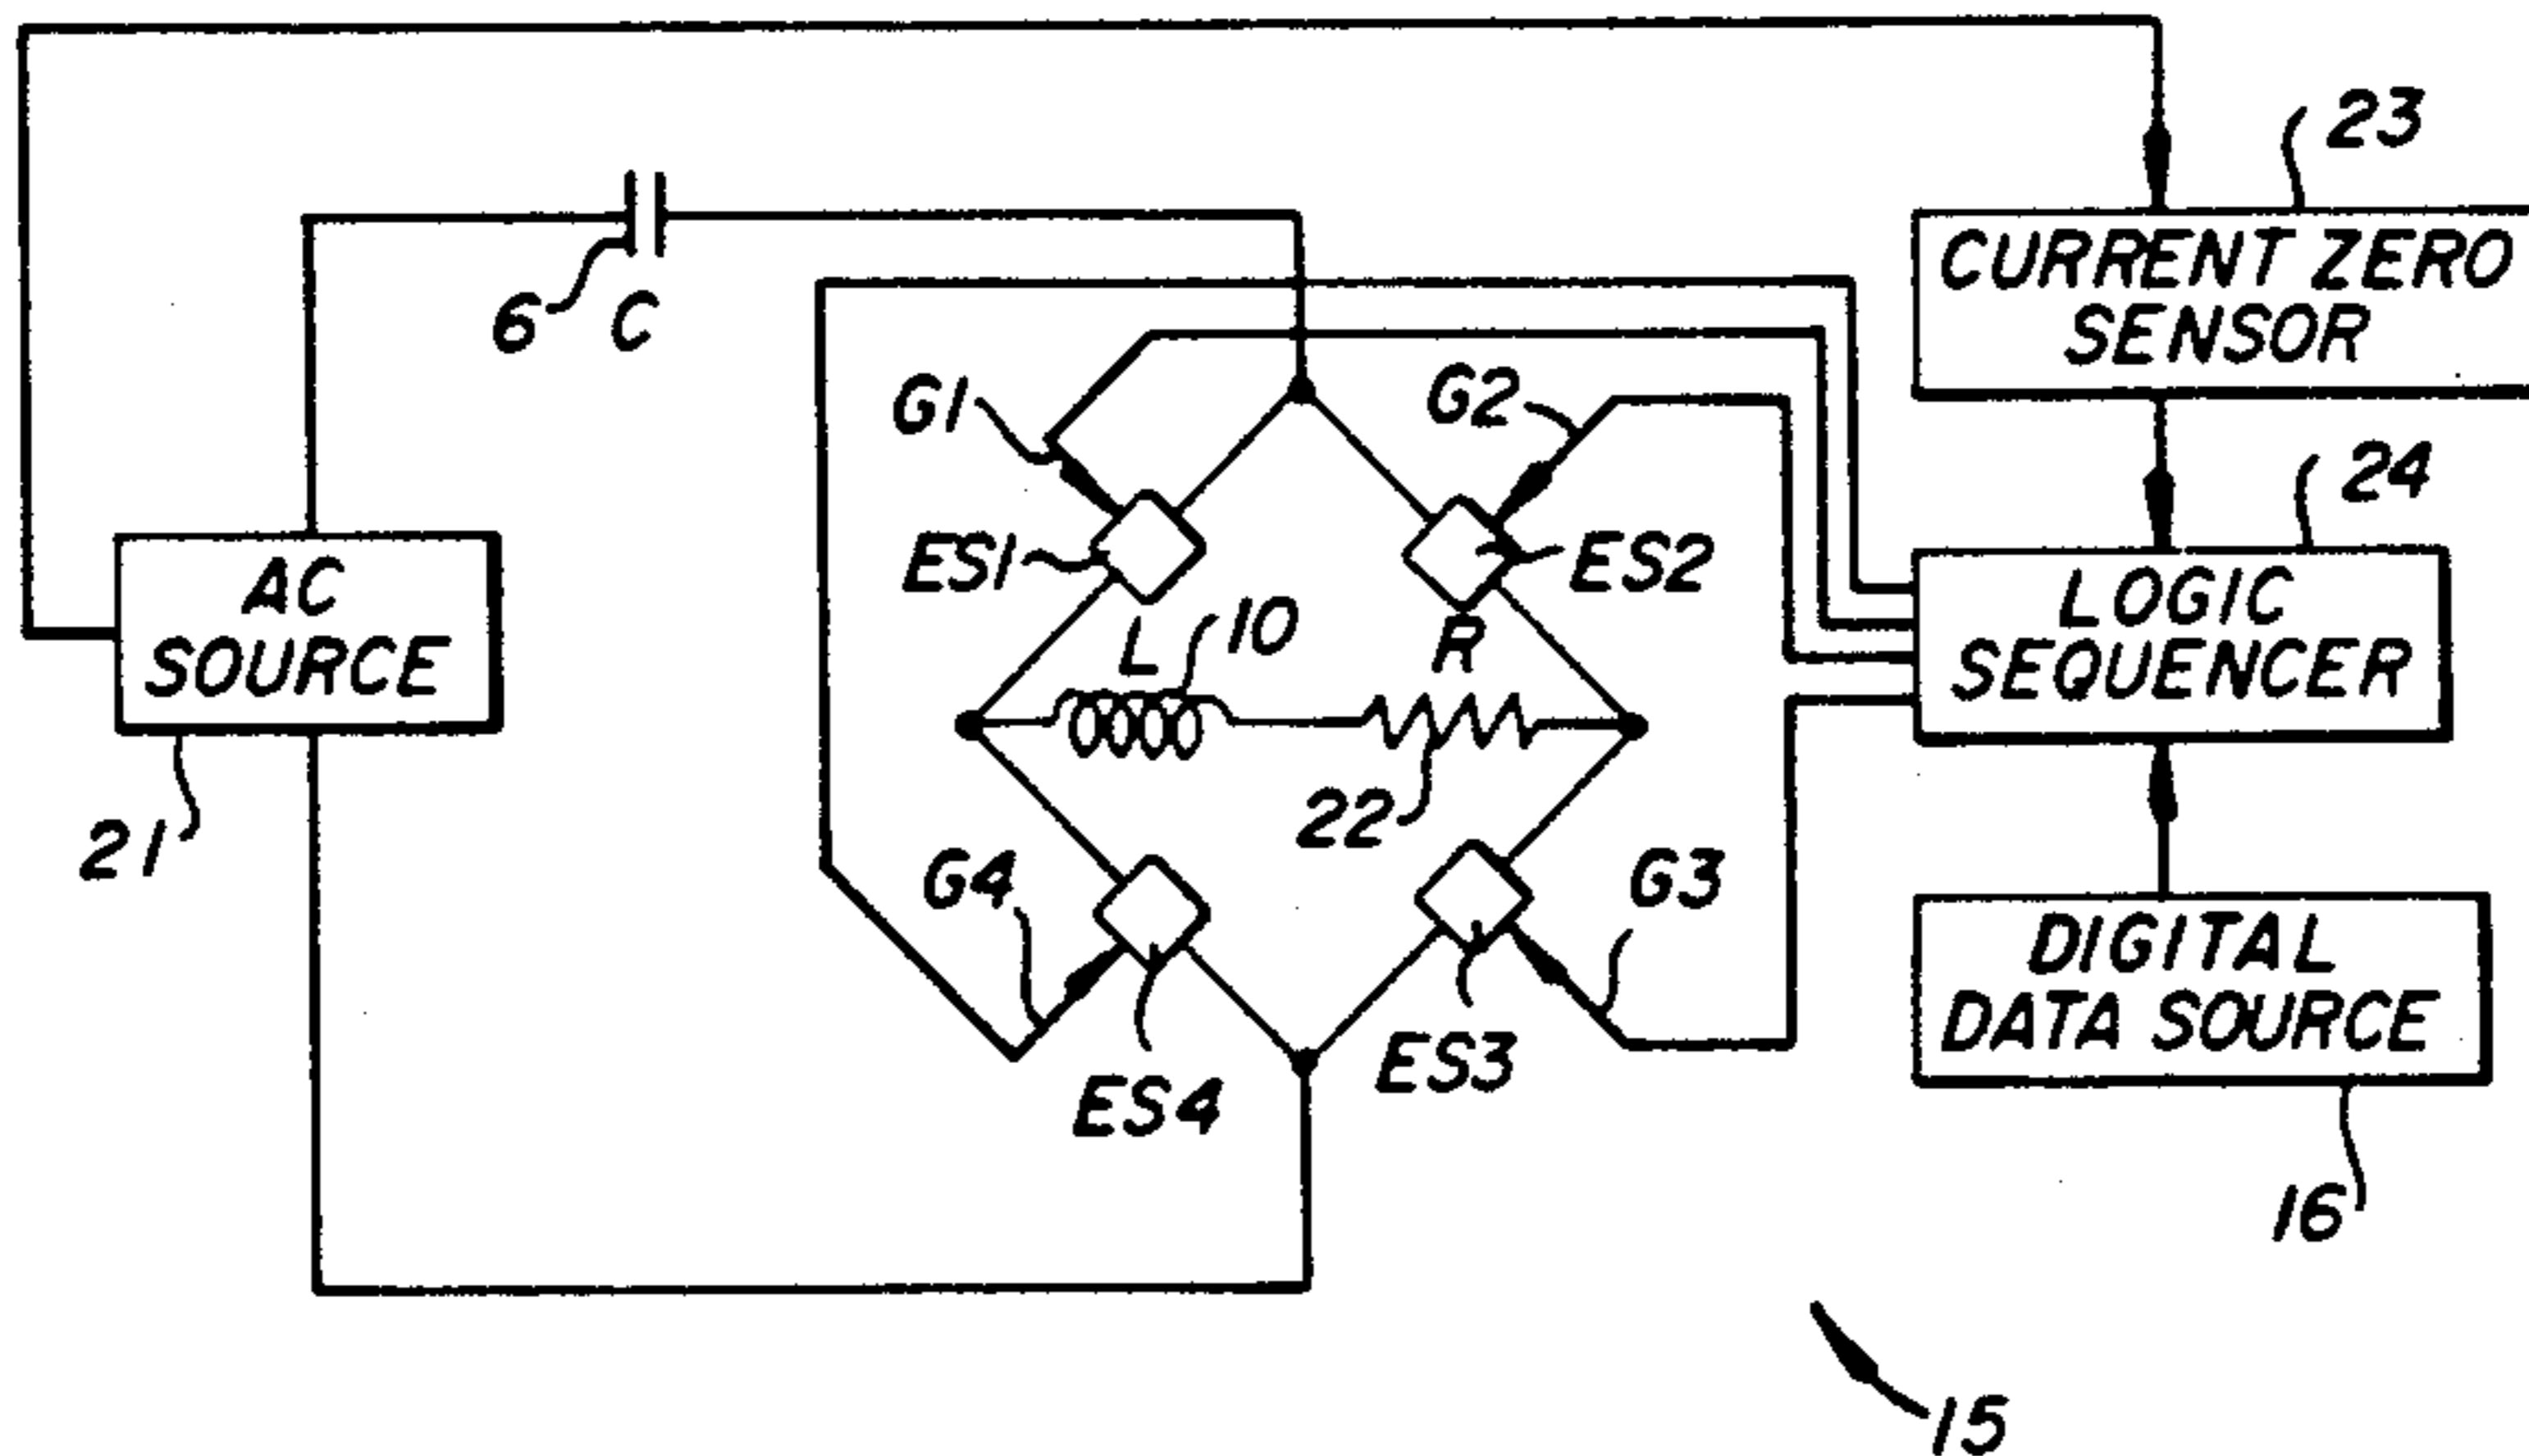 23
CURRENT ZERO
SENSOR
6 C
G1
G2
24
ES1
ES2
AC
SOURCE
L
10
R
LOGIC
SEQUENCER
21
22
G4
G3
DIGITAL
DATA SOURCE
ES4
ES3
16
15